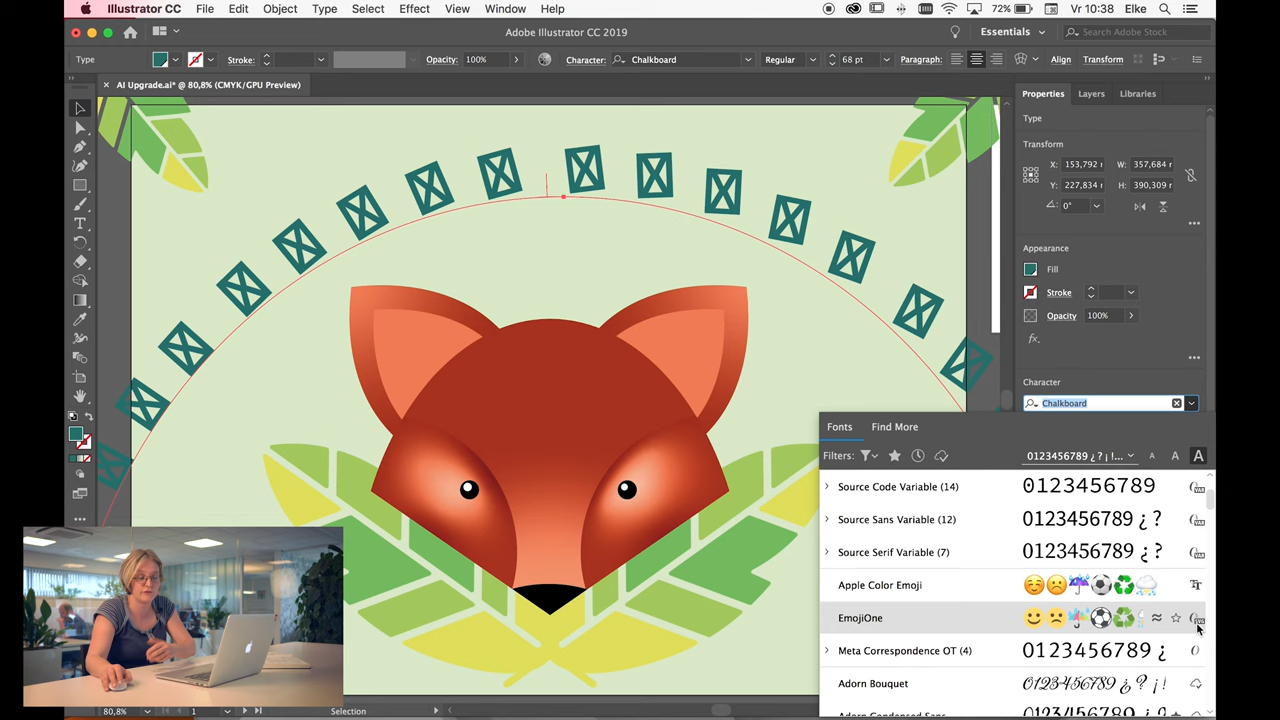 Illustrator CC File Edit Object Type Select Effect View Window Help 72% Vr 10:38 Elke
Adobe Illustrator CC 2019 Essentials Search Adobe Stock
Type Stroke: Opacity: 100% Character: Chalkboard Regular 68 pt Paragraph: Align Transform
AI Upgrade.ai* @ 80,8% (CMYK/GPU Preview)
Properties Layers Libraries
Type
Transform
X: 153,792 r W: 357,684 r
Y: 227,834 r H: 390,309 r
0°
Appearance
Fill
Stroke
Opacity 100%
fx.
Character
Chalkboard
Fonts Find More
Filters: 0123456789 ¿ ? ¡ !... A A A
Source Code Variable (14) 0123456789
Source Sans Variable (12) 0123456789 ¿ ?
Source Serif Variable (7) 0123456789 ¿ ?
Apple Color Emoji
EmojiOne
Meta Correspondence OT (4) 0123456789 ¿
Adorn Bouquet 0123456789 ¿ ? ¡ !
Adorn Condensed Sans
80,8% 1 Selection